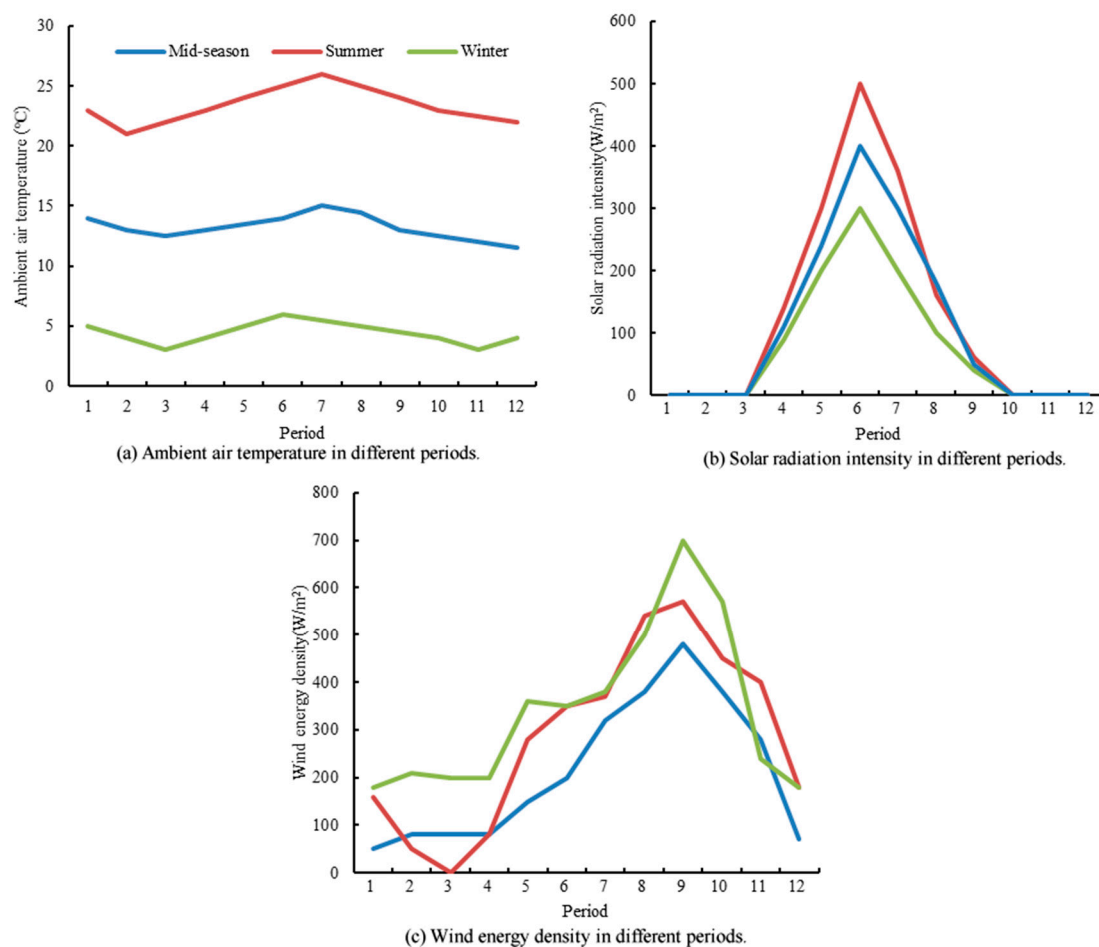 30
25
20
15
10
5
0
Mid-season Summer Winter
Ambient air temperature (°C)
1 2 3 4 5 6 7 8 9 10 11 12
Period
(a) Ambient air temperature in different periods.
600
500
400
300
200
100
0
Solar radiation intensity(W/m²)
1 2 3 4 5 6 7 8 9 10 11 12
Period
(b) Solar radiation intensity in different periods.
800
700
600
500
400
300
200
100
0
Wind energy density(W/m²)
1 2 3 4 5 6 7 8 9 10 11 12
Period
(c) Wind energy density in different periods.